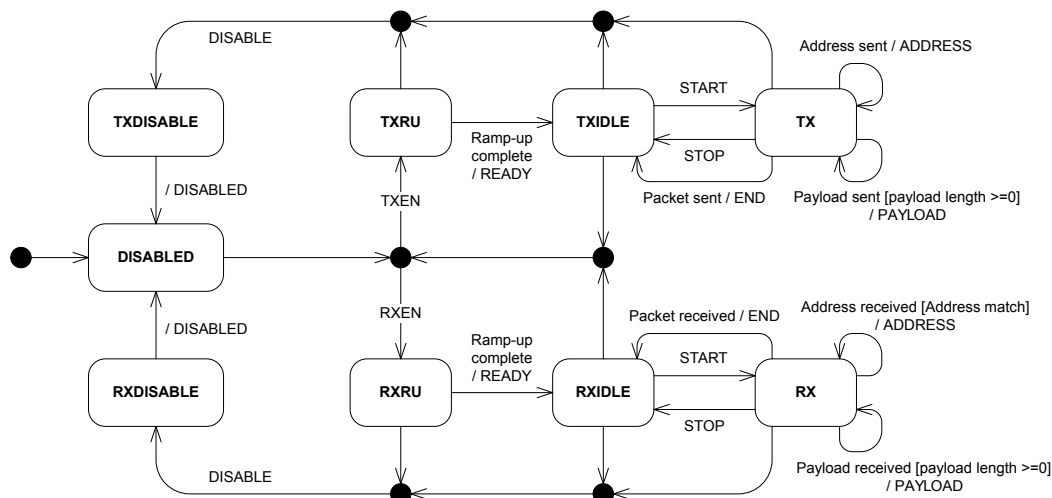 DISABLE
Address sent / ADDRESS
START
TXDISABLE
TXRU
TXIDLE
TX
Ramp-up
complete
/ READY
STOP
/ DISABLED
TXEN
Packet sent / END
Payload sent [payload length >=0]
/ PAYLOAD
DISABLED
RXEN
/ DISABLED
Packet received / END
Address received [Address match]
/ ADDRESS
Ramp-up
complete
/ READY
START
RXDISABLE
RXRU
RXIDLE
RX
STOP
DISABLE
Payload received [payload length >=0]
/ PAYLOAD